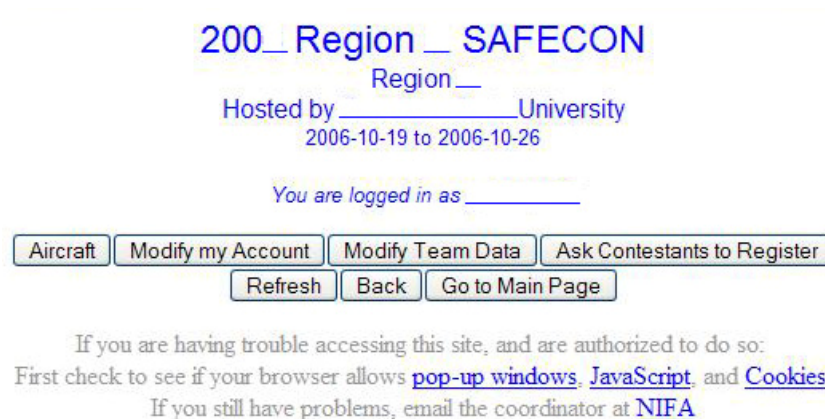 200_ Region _ SAFECON
Region __
Hosted by ______________University
2006-10-19 to 2006-10-26
You are logged in as __________
Aircraft Modify my Account Modify Team Data Ask Contestants to Register
Refresh Back Go to Main Page
If you are having trouble accessing this site, and are authorized to do so:
First check to see if your browser allows pop-up windows, JavaScript, and Cookies
If you still have problems, email the coordinator at NIFA